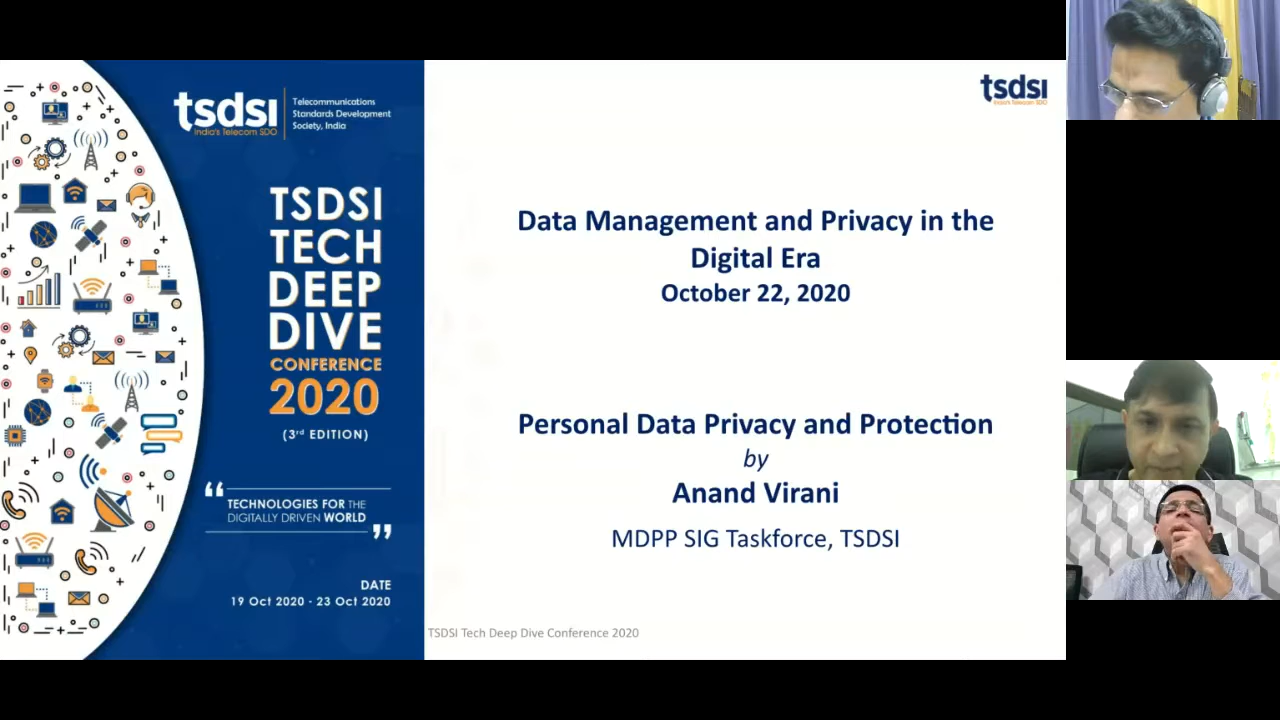 tsdsi
India's Telecom SDO
Telecommunications
Standards Development
Society, India
TSDSI
TECH
DEEP
DIVE
CONFERENCE
2020
(3rd EDITION)
“
TECHNOLOGIES FOR THE
DIGITALLY DRIVEN WORLD
”
DATE
19 Oct 2020 - 23 Oct 2020
tsdsi
India's Telecom SDO
Data Management and Privacy in the
Digital Era
October 22, 2020
Personal Data Privacy and Protection
by
Anand Virani
MDPP SIG Taskforce, TSDSI
TSDSI Tech Deep Dive Conference 2020